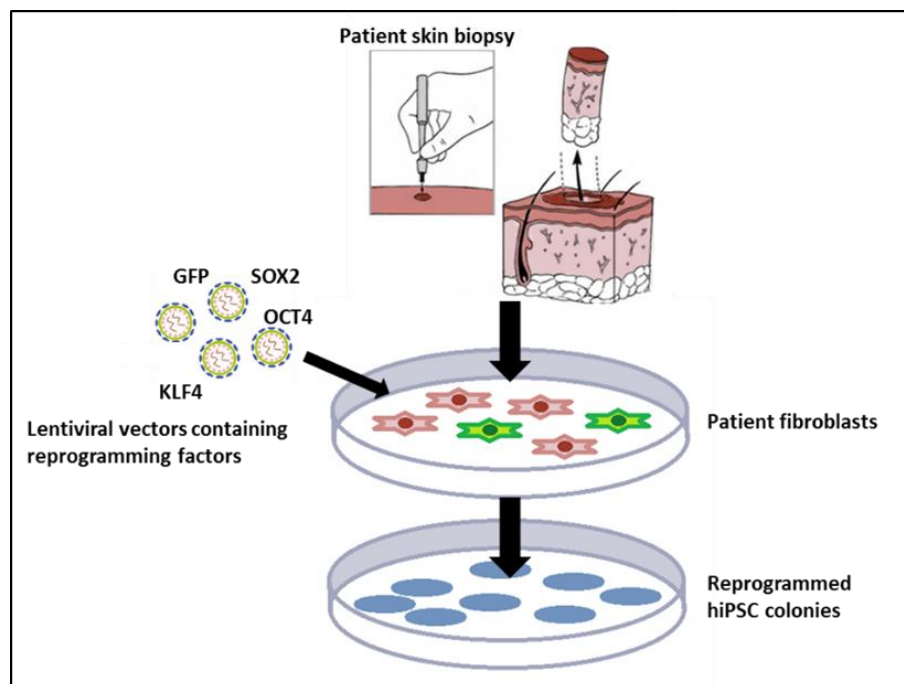 Patient skin biopsy
GFP
SOX2
OCT4
KLF4
Lentiviral vectors containing
reprogramming factors
Patient fibroblasts
Reprogrammed
hiPSC colonies